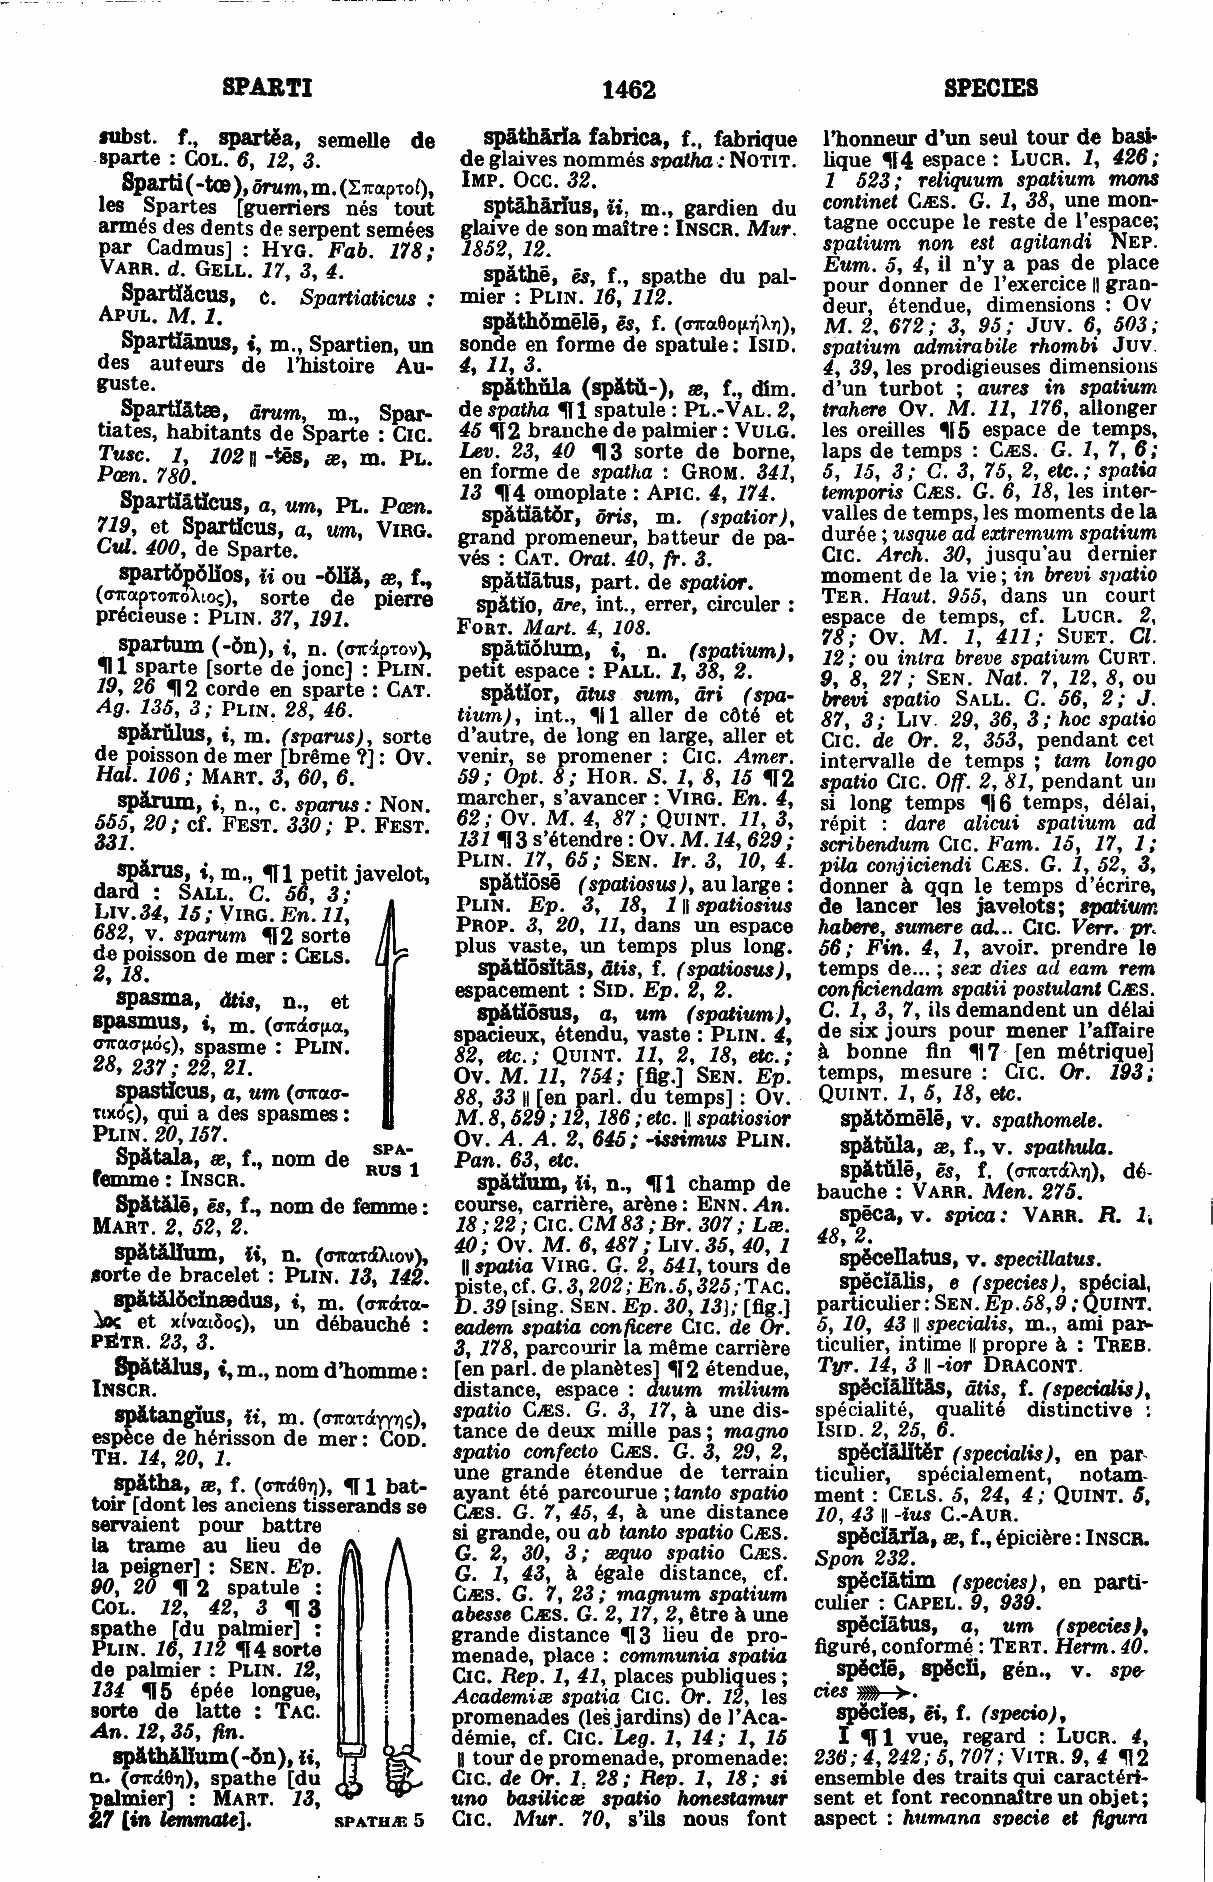 SPARTI
1462
SPECIES
subst. f., spartĕa, semelle de
sparte : COL. 6, 12, 3.
Sparti (-tœ), ōrum, m. (Σπαρτοί),
les Spartes [guerriers nés tout
armés des dents de serpent semées
par Cadmus] : HYG. Fab. 178 ;
VARR. d. GELL. 17, 3, 4.
Spartĭăcus, c. Spartiaticus :
APUL. M. 1.
Spartĭānus, i, m., Spartien, un
des auteurs de l'histoire Au-
guste.
Spartĭātæ, ārum, m., Spar-
tiates, habitants de Sparte : CIC.
Tusc. 1, 102 ‖ -tēs, æ, m. PL.
Pœn. 780.
Spartĭātĭcus, a, um, PL. Pœn.
719, et Spartĭcus, a, um, VIRG.
Cul. 400, de Sparte.
spartŏpŏlĭos, ĭi ou -ŏlĭă, æ, f.,
(σπαρτοπόλιος), sorte de pierre
précieuse : PLIN. 37, 191.
spartum (-ŏn), i, n. (σπάρτον),
¶ 1 sparte [sorte de jonc] : PLIN.
19, 26 ¶ 2 corde en sparte : CAT.
Ag. 135, 3 ; PLIN. 28, 46.
spărŭlus, i, m. (sparus), sorte
de poisson de mer [brême ?] : OV.
Hal. 106 ; MART. 3, 60, 6.
spărum, i, n., c. sparus : NON.
555, 20 ; cf. FEST. 330 ; P. FEST.
331.
spărus, i, m., ¶ 1 petit javelot,
dard : SALL. C. 56, 3 ;
LIV. 34, 15 ; VIRG. En. 11,
682, v. sparum ¶ 2 sorte
de poisson de mer : CELS.
2, 18.
spasma, ătis, n., et
spasmus, i, m. (σπάσμα,
σπασμός), spasme : PLIN.
28, 237 ; 22, 21.
spastĭcus, a, um (σπασ-
τικός), qui a des spasmes :
PLIN. 20, 157.
SPA-
RUS 1
Spătala, æ, f., nom de
femme : INSCR.
Spătălē, ēs, f., nom de femme :
MART. 2, 52, 2.
spătălĭum, ĭi, n. (σπατάλιον),
sorte de bracelet : PLIN. 13, 142.
spătălŏcĭnædus, i, m. (σπάτα-
λος et κίναιδος), un débauché :
PETR. 23, 3.
Spătălus, i, m., nom d'homme :
INSCR.
spătangĭus, ĭi, m. (σπατάγγης),
espèce de hérisson de mer : COD.
TH. 14, 20, 1.
spătha, æ, f. (σπάθη), ¶ 1 bat-
toir [dont les anciens tisserands se
servaient pour battre
la trame au lieu de
la peigner] : SEN. Ep.
90, 20 ¶ 2 spatule :
COL. 12, 42, 3 ¶ 3
spathe [du palmier] :
PLIN. 16, 112 ¶ 4 sorte
de palmier : PLIN. 12,
134 ¶ 5 épée longue,
sorte de latte : TAC.
An. 12, 35, fin.
spăthălĭum (-ŏn), ĭi,
n. (σπάθη), spathe [du
palmier] : MART. 13,
27 [in lemmate].
SPATHÆ 5
spăthārĭa fabrica, f., fabrique
de glaives nommés spatha : NOTIT.
IMP. OCC. 32.
sptăhārĭus, ĭi, m., gardien du
glaive de son maître : INSCR. Mur.
1852, 12.
spăthē, ēs, f., spathe du pal-
mier : PLIN. 16, 112.
spăthŏmēlē, ēs, f. (σπαθομήλη),
sonde en forme de spatule : ISID.
4, 11, 3.
spăthŭla (spătŭ-), æ, f., dim.
de spatha ¶ 1 spatule : PL.-VAL. 2,
45 ¶ 2 branche de palmier : VULG.
Lev. 23, 40 ¶ 3 sorte de borne,
en forme de spatha : GROM. 341,
13 ¶ 4 omoplate : APIC. 4, 174.
spătĭātŏr, ōris, m. (spatior),
grand promeneur, batteur de pa-
vés : CAT. Orat. 40, fr. 3.
spătĭātus, part. de spatior.
spătĭo, āre, int., errer, circuler :
FORT. Mart. 4, 108.
spătĭŏlum, i, n. (spatium),
petit espace : PALL. 1, 38, 2.
spătĭor, ātus sum, āri (spa-
tium), int., ¶ 1 aller de côté et
d'autre, de long en large, aller et
venir, se promener : CIC. Amer.
59 ; Opt. 8 ; HOR. S. 1, 8, 15 ¶ 2
marcher, s'avancer : VIRG. En. 4,
62 ; OV. M. 4, 87 ; QUINT. 11, 3,
131 ¶ 3 s'étendre : OV. M. 14, 629 ;
PLIN. 17, 65 ; SEN. Ir. 3, 10, 4.
spătĭōsē (spatiosus), au large :
PLIN. Ep. 3, 18, 1 ‖ spatiosius
PROP. 3, 20, 11, dans un espace
plus vaste, un temps plus long.
spătĭōsĭtās, ātis, f. (spatiosus),
espacement : SID. Ep. 2, 2.
spătĭōsus, a, um (spatium),
spacieux, étendu, vaste : PLIN. 4,
82, etc. ; QUINT. 11, 2, 18, etc. ;
OV. M. 11, 754 ; [fig.] SEN. Ep.
88, 33 ‖ [en parl. du temps] : OV.
M. 8, 529 ; 12, 186 ; etc. ‖ spatiosior
OV. A. A. 2, 645 ; -issimus PLIN.
Pan. 63, etc.
spătĭum, ĭi, n., ¶ 1 champ de
course, carrière, arène : ENN. An.
18 ; 22 ; CIC. CM 83 ; Br. 307 ; Læ.
40 ; OV. M. 6, 487 ; LIV. 35, 40, 1
‖ spatia VIRG. G. 2, 541, tours de
piste, cf. G. 3, 202 ; En. 5, 325 ; TAC.
D. 39 [sing. SEN. Ep. 30, 13] ; [fig.]
eadem spatia conficere CIC. de Or.
3, 178, parcourir la même carrière
[en parl. de planètes] ¶ 2 étendue,
distance, espace : duum milium
spatio CÆS. G. 3, 17, à une dis-
tance de deux mille pas ; magno
spatio confecto CÆS. G. 3, 29, 2,
une grande étendue de terrain
ayant été parcourue ; tanto spatio
CÆS. G. 7, 45, 4, à une distance
si grande, ou ab tanto spatio CÆS.
G. 2, 30, 3 ; æquo spatio CÆS.
G. 1, 43, à égale distance, cf.
CÆS. G. 7, 23 ; magnum spatium
abesse CÆS. G. 2, 17, 2, être à une
grande distance ¶ 3 lieu de pro-
menade, place : communia spatia
CIC. Rep. 1, 41, places publiques ;
Academiæ spatia CIC. Or. 12, les
promenades (les jardins) de l'Aca-
démie, cf. CIC. Leg. 1, 14 ; 1, 15
‖ tour de promenade, promenade :
CIC. de Or. 1, 28 ; Rep. 1, 18 ; si
uno basilicæ spatio honestamur
CIC. Mur. 70, s'ils nous font
l'honneur d'un seul tour de basi-
lique ¶ 4 espace : LUCR. 1, 426 ;
1 523 ; reliquum spatium mons
continet CÆS. G. 1, 38, une mon-
tagne occupe le reste de l'espace;
spatium non est agitandi NEP.
Eum. 5, 4, il n'y a pas de place
pour donner de l'exercice ‖ gran-
deur, étendue, dimensions : OV
M. 2, 672 ; 3, 95 ; JUV. 6, 503 ;
spatium admirabile rhombi JUV.
4, 39, les prodigieuses dimensions
d'un turbot ; aures in spatium
trahere OV. M. 11, 176, allonger
les oreilles ¶ 5 espace de temps,
laps de temps : CÆS. G. 1, 7, 6 ;
5, 15, 3 ; C. 3, 75, 2, etc. ; spatia
temporis CÆS. G. 6, 18, les inter-
valles de temps, les moments de la
durée ; usque ad extremum spatium
CIC. Arch. 30, jusqu'au dernier
moment de la vie ; in brevi spatio
TER. Haut. 955, dans un court
espace de temps, cf. LUCR. 2,
78 ; OV. M. 1, 411 ; SUET. Cl.
12 ; ou intra breve spatium CURT.
9, 8, 27 ; SEN. Nat. 7, 12, 8, ou
brevi spatio SALL. C. 56, 2 ; J.
87, 3 ; LIV. 29, 36, 3 ; hoc spatio
CIC. de Or. 2, 353, pendant cet
intervalle de temps ; tam longo
spatio CIC. Off. 2, 81, pendant un
si long temps ¶ 6 temps, délai,
répit : dare alicui spatium ad
scribendum CIC. Fam. 15, 17, 1 ;
pila conjiciendi CÆS. G. 1, 52, 3,
donner à qqn le temps d'écrire,
de lancer les javelots; spatium
habere, sumere ad... CIC. Verr. pr.
56 ; Fin. 4, 1, avoir. prendre le
temps de... ; sex dies ad eam rem
conficiendam spatii postulant CÆS.
C. 1, 3, 7, ils demandent un délai
de six jours pour mener l'affaire
à bonne fin ¶ 7 [en métrique]
temps, mesure : CIC. Or. 193 ;
QUINT. 1, 5, 18, etc.
spătŏmēlē, v. spathomele.
spătŭla, æ, f., v. spathula.
spătŭlē, ēs, f. (σπατάλη), dé-
bauche : VARR. Men. 275.
spĕca, v. spica : VARR. R. 1,
48, 2.
spĕcellatus, v. specillatus.
spĕcĭālis, e (species), spécial,
particulier : SEN. Ep. 58, 9 ; QUINT.
5, 10, 43 ‖ specialis, m., ami par-
ticulier, intime ‖ propre à : TREB.
Tyr. 14, 3 ‖ -ior DRACONT.
spĕcĭālĭtās, ātis, f. (specialis),
spécialité, qualité distinctive :
ISID. 2, 25, 6.
spĕcĭālĭtĕr (specialis), en par-
ticulier, spécialement, notam-
ment : CELS. 5, 24, 4 ; QUINT. 5,
10, 43 ‖ -ius C.-AUR.
spĕcĭārĭa, æ, f., épicière : INSCR.
Spon 232.
spĕcĭātim (species), en parti-
culier : CAPEL. 9, 939.
spĕcĭātus, a, um (species),
figuré, conformé : TERT. Herm. 40.
spĕcĭē, spĕcĭi, gén., v. spe-
cies
spĕcĭes, ēi, f. (specio),
I ¶ 1 vue, regard : LUCR. 4,
236 ; 4, 242 ; 5, 707 ; VITR. 9, 4 ¶ 2
ensemble des traits qui caractéri-
sent et font reconnaître un objet;
aspect : humana specie et figura